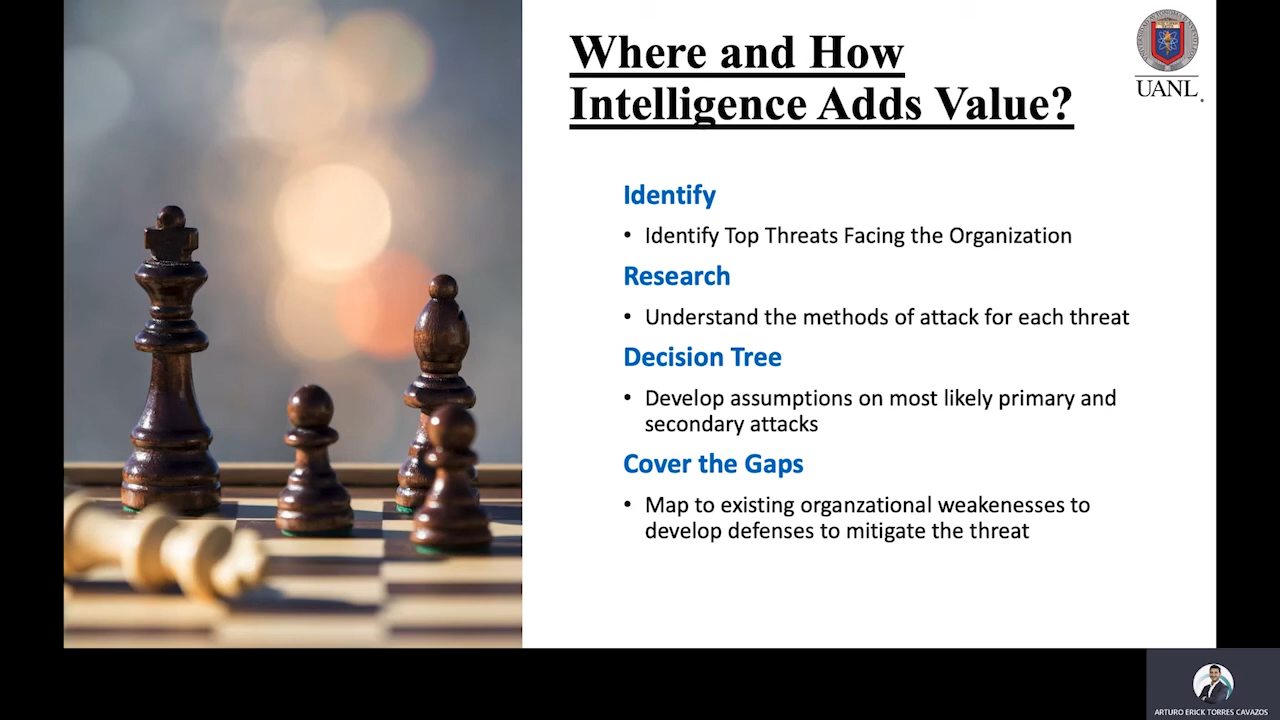 Where and How
Intelligence Adds Value?
UANL
Identify
• Identify Top Threats Facing the Organization
Research
• Understand the methods of attack for each threat
Decision Tree
• Develop assumptions on most likely primary and
secondary attacks
Cover the Gaps
• Map to existing organzational weakenesses to
develop defenses to mitigate the threat
ARTURO ERICK TORRES CAVAZOS